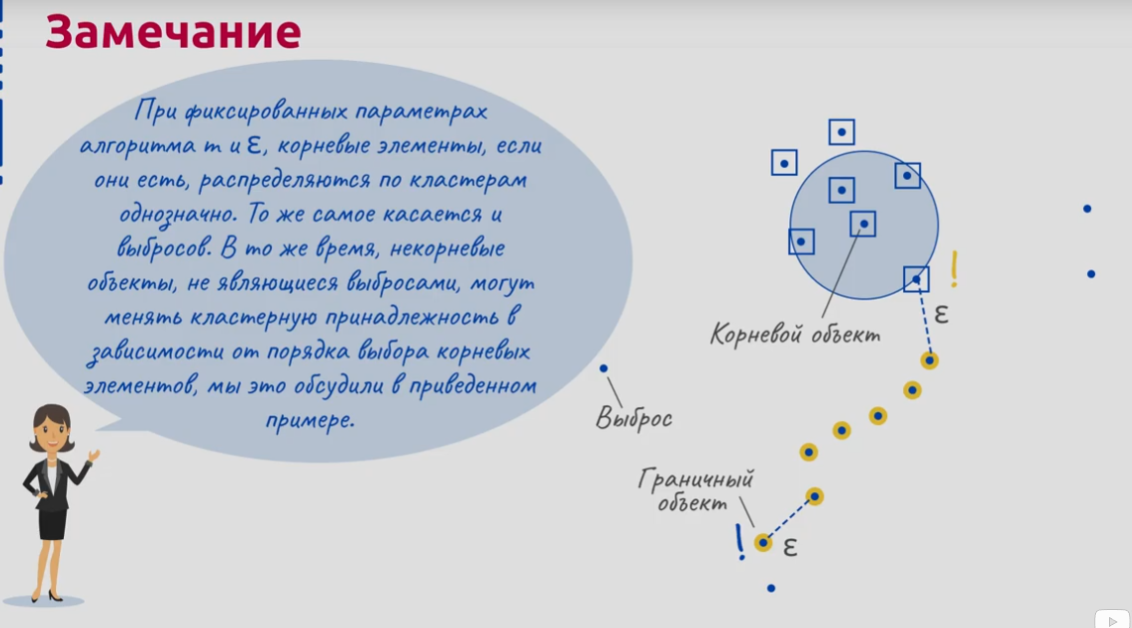 Замечание
При фиксированных параметрах
алгоритма m и ε, корневые элементы, если
они есть, распределяются по кластерам
однозначно. То же самое касается и
выбросов. В то же время, некорневые
объекты, не являющиеся выбросами, могут
менять кластерную принадлежность в
зависимости от порядка выбора корневых
элементов, мы это обсудили в приведенном
примере.
!
ε
Корневой объект
Выброс
Граничный
объект
!
ε